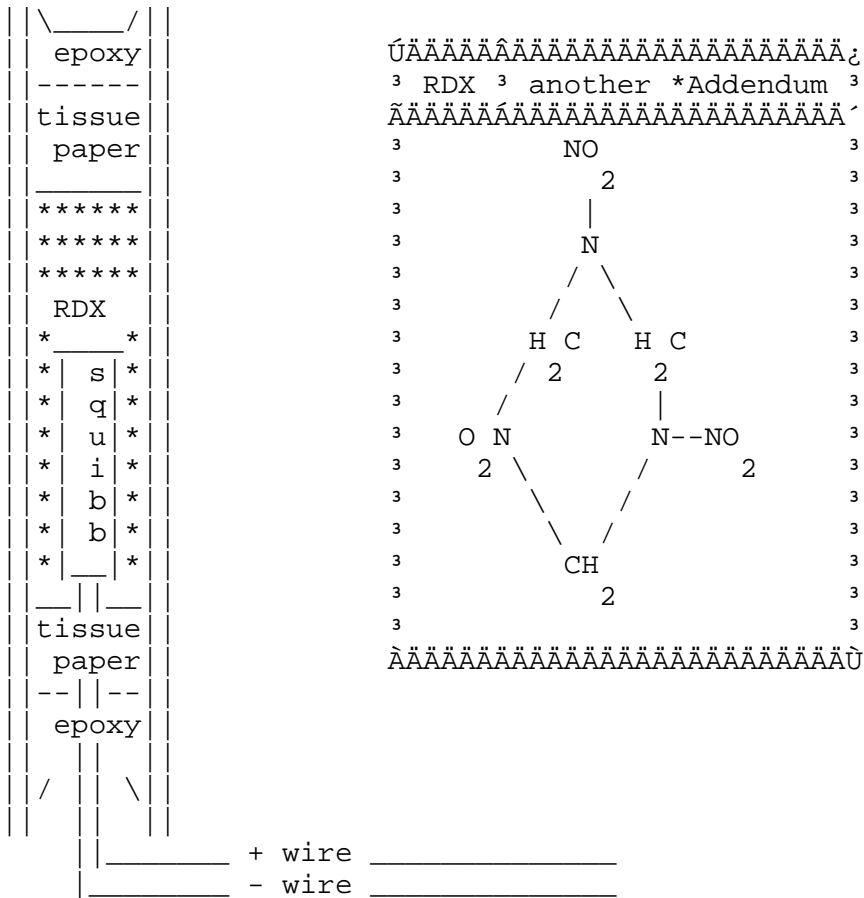 epoxy
RDX another *Addendum
tissue
paper
NO
2
N
RDX
H C H C
s 2 2
q
u O N N--NO
i 2 2
b
b
CH
2
tissue
paper
epoxy
+ wire
- wire